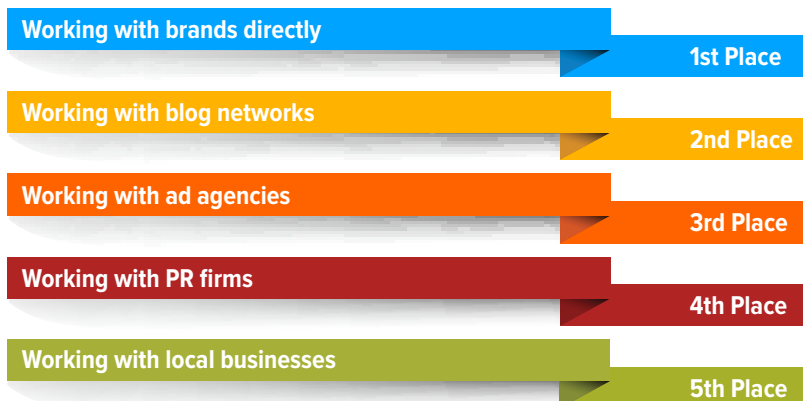 Working with brands directly
1st Place
Working with blog networks
2nd Place
Working with ad agencies
3rd Place
Working with PR firms
4th Place
Working with local businesses
5th Place